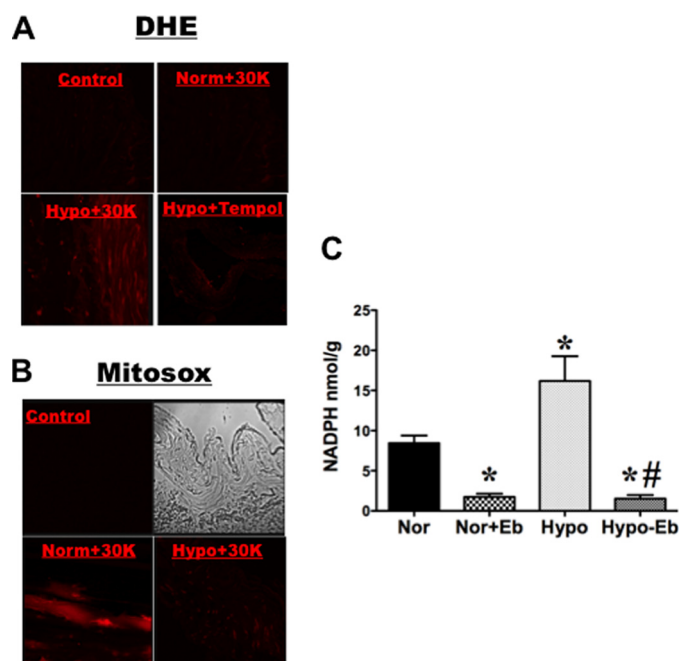 A
DHE
Control
Norm+30K
Hypo+30K
Hypo+Tempol
B
Mitosox
Control
Norm+30K
Hypo+30K
C
NADPH nmol/g
25
20
15
10
5
0
*
*
*#
Nor
Nor+Eb
Hypo
Hypo-Eb